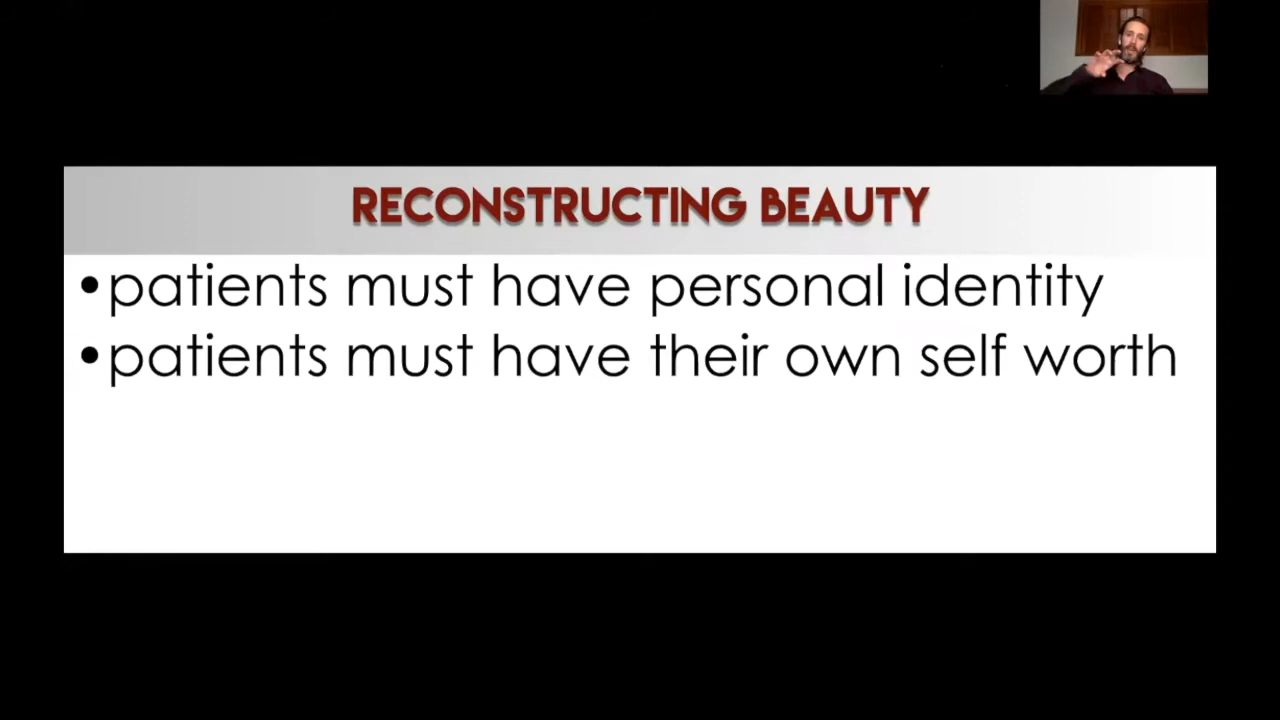 RECONSTRUCTING BEAUTY
•patients must have personal identity
•patients must have their own self worth